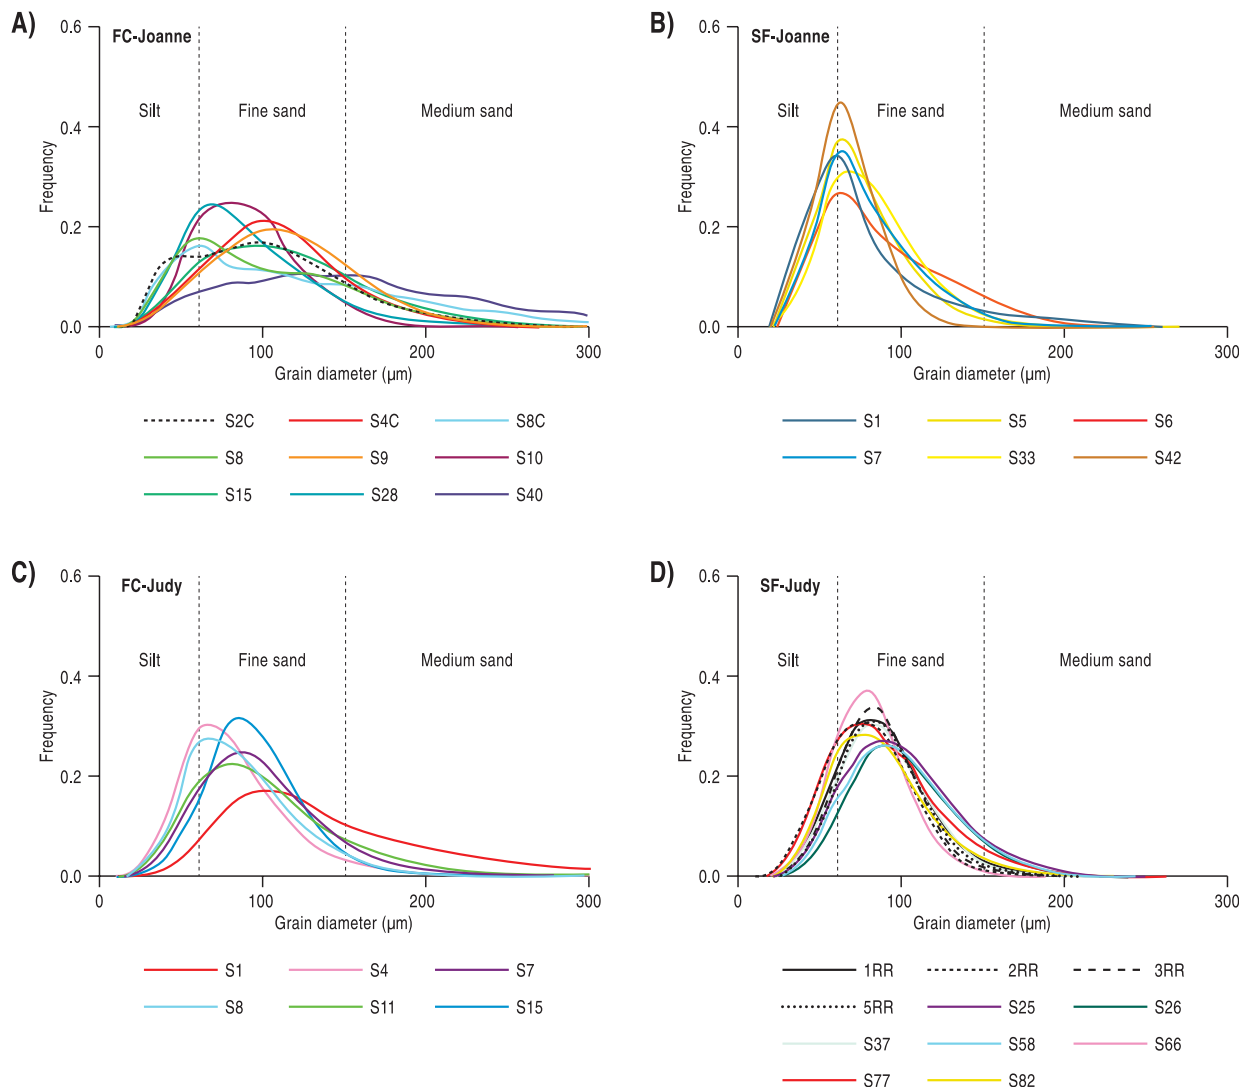 A)
FC-Joanne
0.6
Silt
Fine sand
Medium sand
0.4
Frequency
0.2
0.0
0
100
200
300
Grain diameter (µm)
S2C
S4C
S8C
S8
S9
S10
S15
S28
S40
B)
SF-Joanne
0.6
Silt
Fine sand
Medium sand
0.4
Frequency
0.2
0.0
0
100
200
300
Grain diameter (µm)
S1
S5
S6
S7
S33
S42
C)
FC-Judy
0.6
Silt
Fine sand
Medium sand
0.4
Frequency
0.2
0.0
0
100
200
300
Grain diameter (µm)
S1
S4
S7
S8
S11
S15
D)
SF-Judy
0.6
Silt
Fine sand
Medium sand
0.4
Frequency
0.2
0.0
0
100
200
300
Grain diameter (µm)
1RR
2RR
3RR
5RR
S25
S26
S37
S58
S66
S77
S82